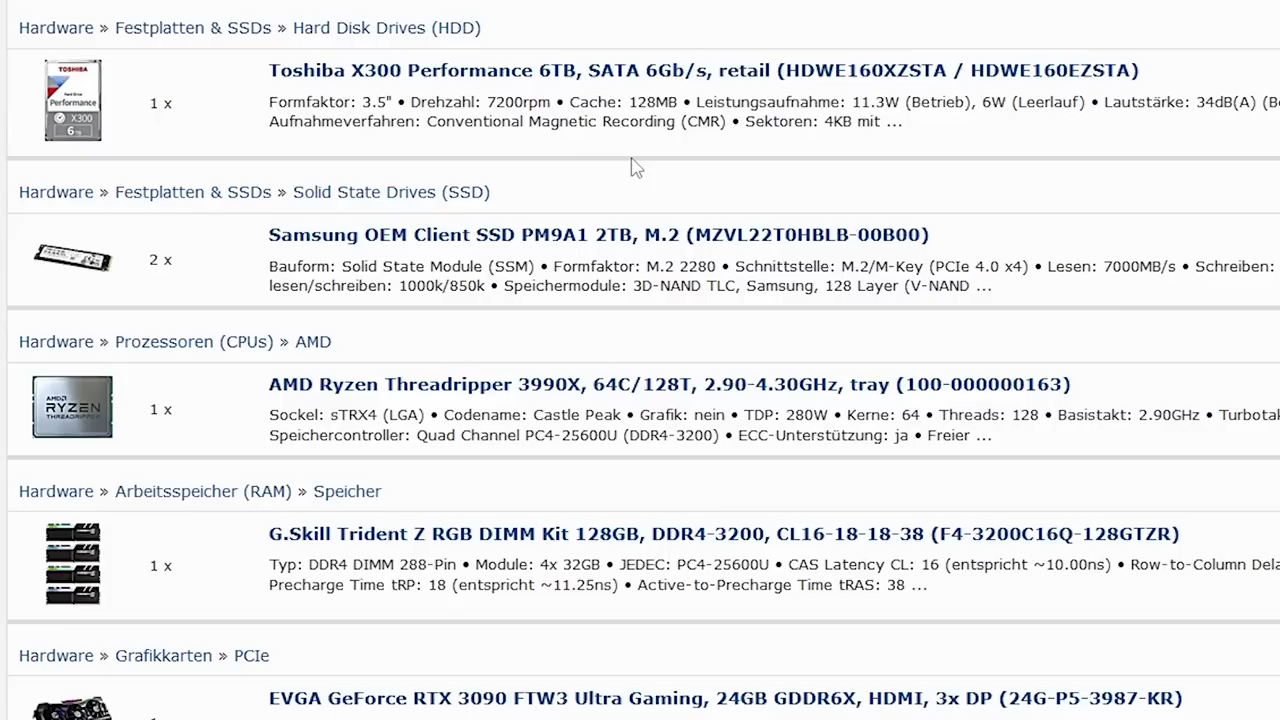 Hardware » Festplatten & SSDs » Hard Disk Drives (HDD)
TOSHIBA
Performance
X300
6
1 x
Toshiba X300 Performance 6TB, SATA 6Gb/s, retail (HDWE160XZSTA / HDWE160EZSTA)
Formfaktor: 3.5" • Drehzahl: 7200rpm • Cache: 128MB • Leistungsaufnahme: 11.3W (Betrieb), 6W (Leerlauf) • Lautstärke: 34dB(A)
Aufnahmeverfahren: Conventional Magnetic Recording (CMR) • Sektoren: 4KB mit ...
Hardware » Festplatten & SSDs » Solid State Drives (SSD)
2 x
Samsung OEM Client SSD PM9A1 2TB, M.2 (MZVL22T0HBLB-00B00)
Bauform: Solid State Module (SSM) • Formfaktor: M.2 2280 • Schnittstelle: M.2/M-Key (PCIe 4.0 x4) • Lesen: 7000MB/s • Schreiben:
lesen/schreiben: 1000k/850k • Speichermodule: 3D-NAND TLC, Samsung, 128 Layer (V-NAND ...
Hardware » Prozessoren (CPUs) » AMD
AMD
RYZEN
THREADRIPPER
1 x
AMD Ryzen Threadripper 3990X, 64C/128T, 2.90-4.30GHz, tray (100-000000163)
Sockel: sTRX4 (LGA) • Codename: Castle Peak • Grafik: nein • TDP: 280W • Kerne: 64 • Threads: 128 • Basistakt: 2.90GHz •
Speichercontroller: Quad Channel PC4-25600U (DDR4-3200) • ECC-Unterstützung: ja • Freier ...
Hardware » Arbeitsspeicher (RAM) » Speicher
1 x
G.Skill Trident Z RGB DIMM Kit 128GB, DDR4-3200, CL16-18-18-38 (F4-3200C16Q-128GTZR)
Typ: DDR4 DIMM 288-Pin • Module: 4x 32GB • JEDEC: PC4-25600U • CAS Latency CL: 16 (entspricht ~10.00ns) • Row-to-Column
Precharge Time tRP: 18 (entspricht ~11.25ns) • Active-to-Precharge Time tRAS: 38 ...
Hardware » Grafikkarten » PCIe
EVGA GeForce RTX 3090 FTW3 Ultra Gaming, 24GB GDDR6X, HDMI, 3x DP (24G-P5-3987-KR)